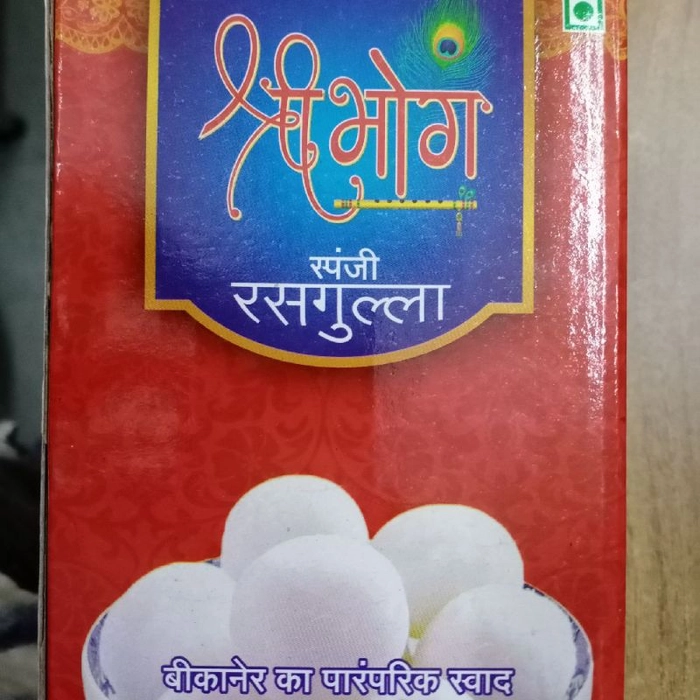 श्रीभोग
स्पंजी
रसगुल्ला
बीकानेर का पारंपरिक स्वाद